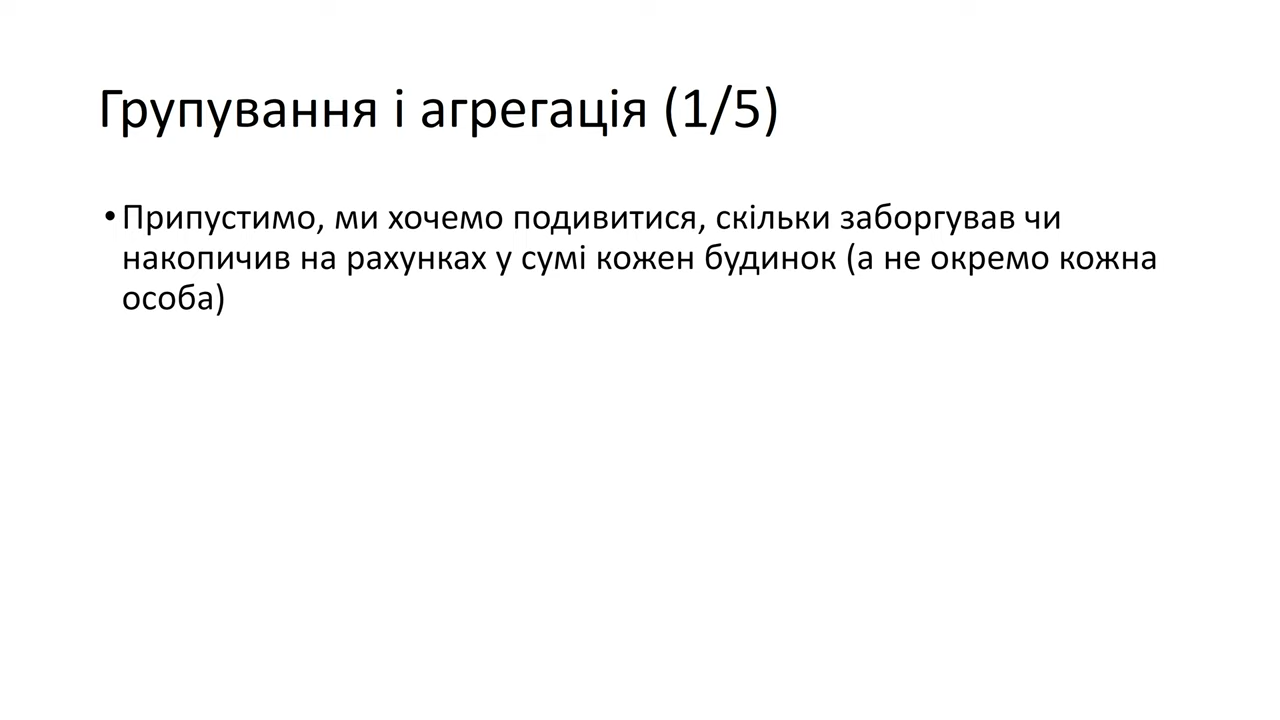 Групування і агрегація (1/5)
• Припустимо, ми хочемо подивитися, скільки заборгував чи
накопичив на рахунках у сумі кожен будинок (а не окремо кожна
особа)